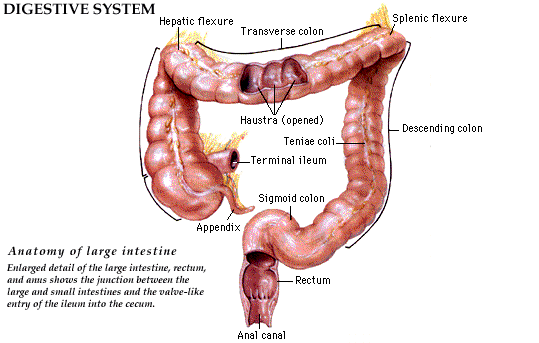 DIGESTIVE SYSTEM
Hepatic flexure
Transverse colon
Splenic flexure
Haustra (opened)
Descending colon
Teniae coli
Terminal ileum
Sigmoid colon
Appendix
Anatomy of large intestine
Enlarged detail of the large intestine, rectum,
and anus shows the junction between the
large and small intestines and the valve-like
entry of the ileum into the cecum.
Rectum
Anal canal